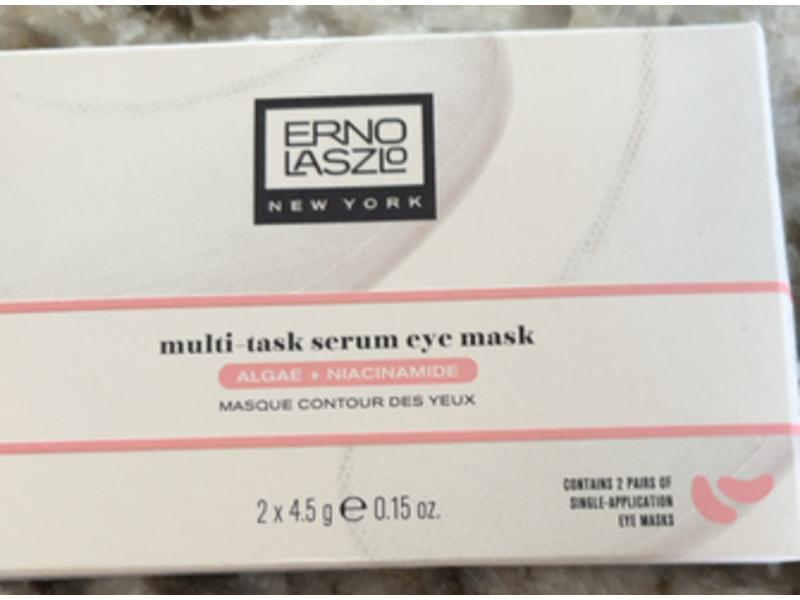 ERNO
LASZLO
NEW YORK
multi-task serum eye mask
ALGAE + NIACINAMIDE
MASQUE CONTOUR DES YEUX
2 x 4.5 g ℮ 0.15 oz.
CONTAINS 2 PAIRS OF
SINGLE-APPLICATION
EYE MASKS